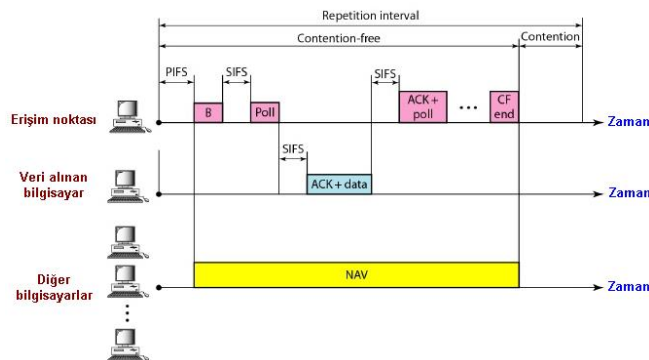 Repetition interval
Contention-free
Contention
PIFS
SIFS
SIFS
B
Poll
ACK +
poll
...
CF
end
Erişim noktası
Zaman
SIFS
Veri alınan
bilgisayar
ACK + data
Zaman
NAV
Diğer
bilgisayarlar
Zaman